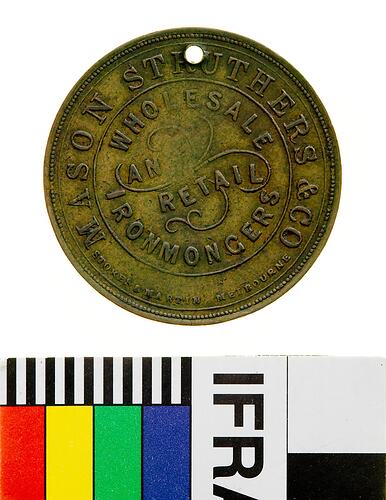 MASON STRUTHERS & CO
WHOLESALE
AN
RETAIL
IRONMONGERS
STOKES & MARTIN, MELBOURNE
IFRA